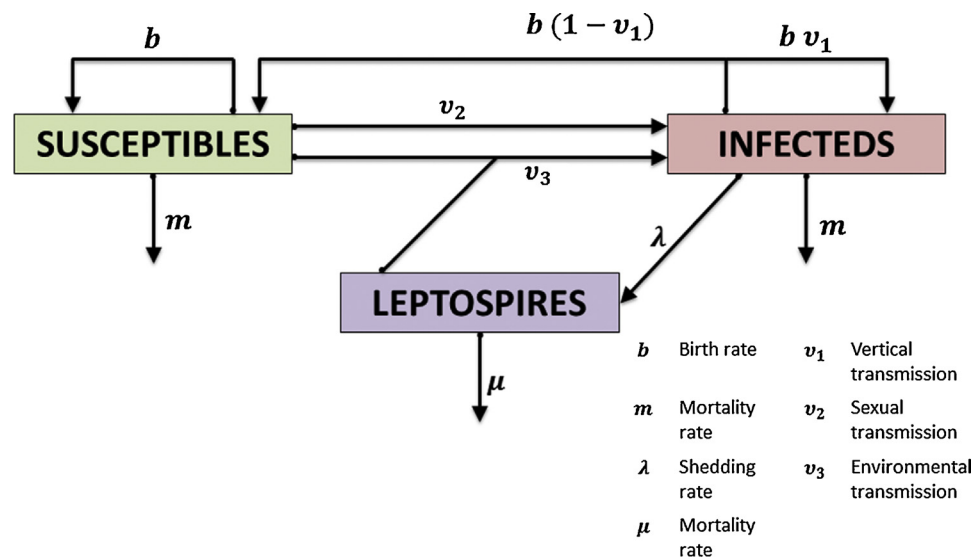 b
b (1 − v₁)
b v₁
SUSCEPTIBLES
v₂
v₃
INFECTEDS
m
λ
m
LEPTOSPIRES
μ
b Birth rate
v₁ Vertical
transmission
m Mortality
rate
v₂ Sexual
transmission
λ Shedding
rate
v₃ Environmental
transmission
μ Mortality
rate